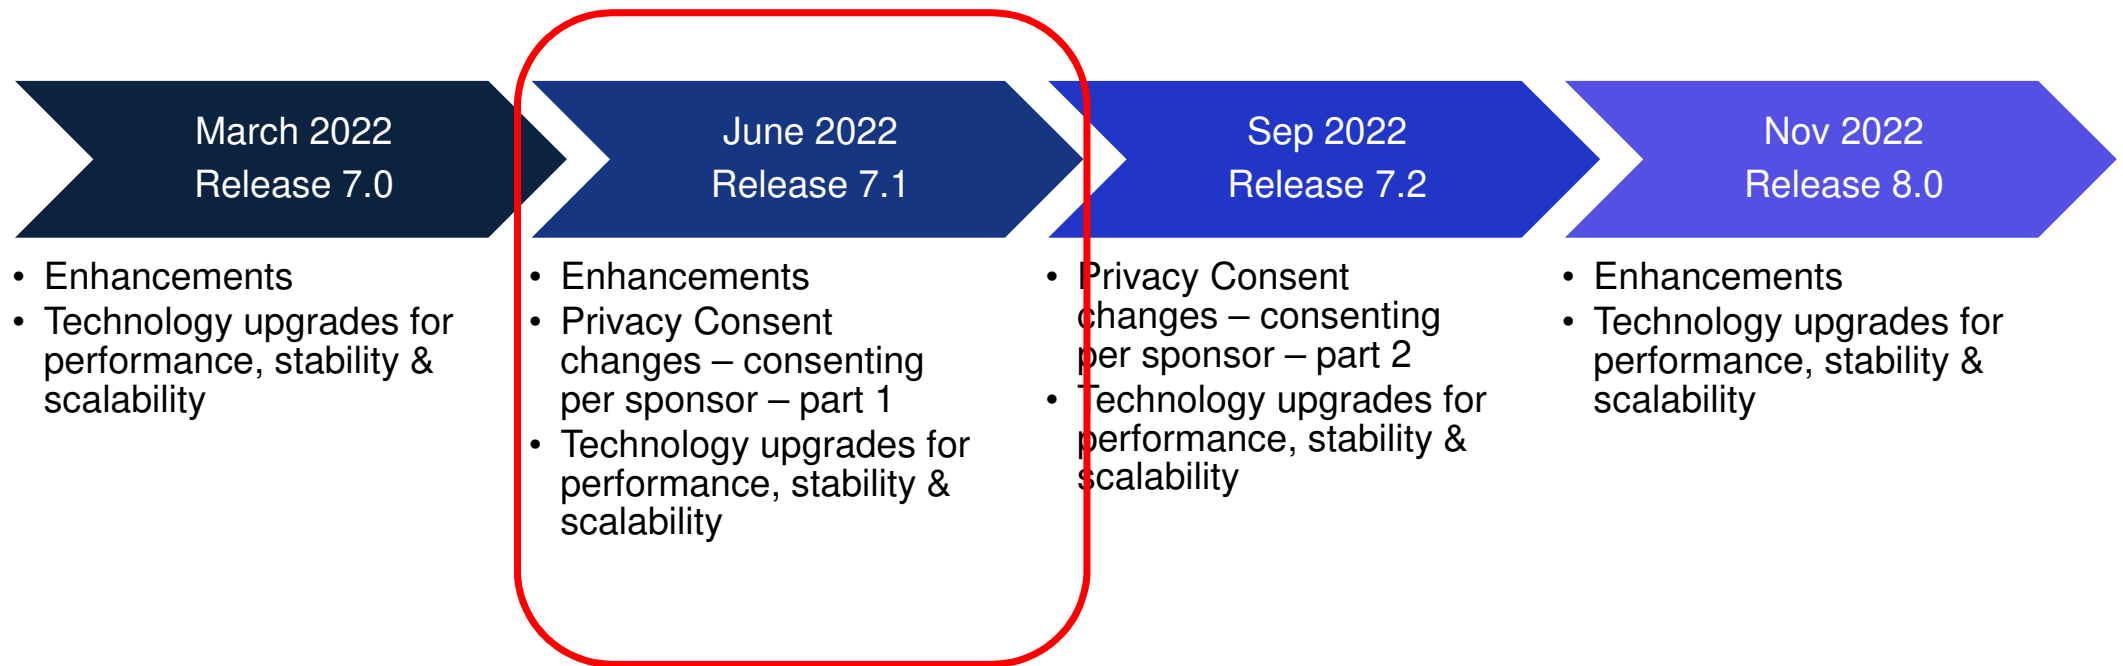 March 2022
Release 7.0
• Enhancements
• Technology upgrades for
performance, stability &
scalability
June 2022
Release 7.1
• Enhancements
• Privacy Consent
changes – consenting
per sponsor – part 1
• Technology upgrades for
performance, stability &
scalability
Sep 2022
Release 7.2
• Privacy Consent
changes – consenting
per sponsor – part 2
• Technology upgrades for
performance, stability &
scalability
Nov 2022
Release 8.0
• Enhancements
• Technology upgrades for
performance, stability &
scalability